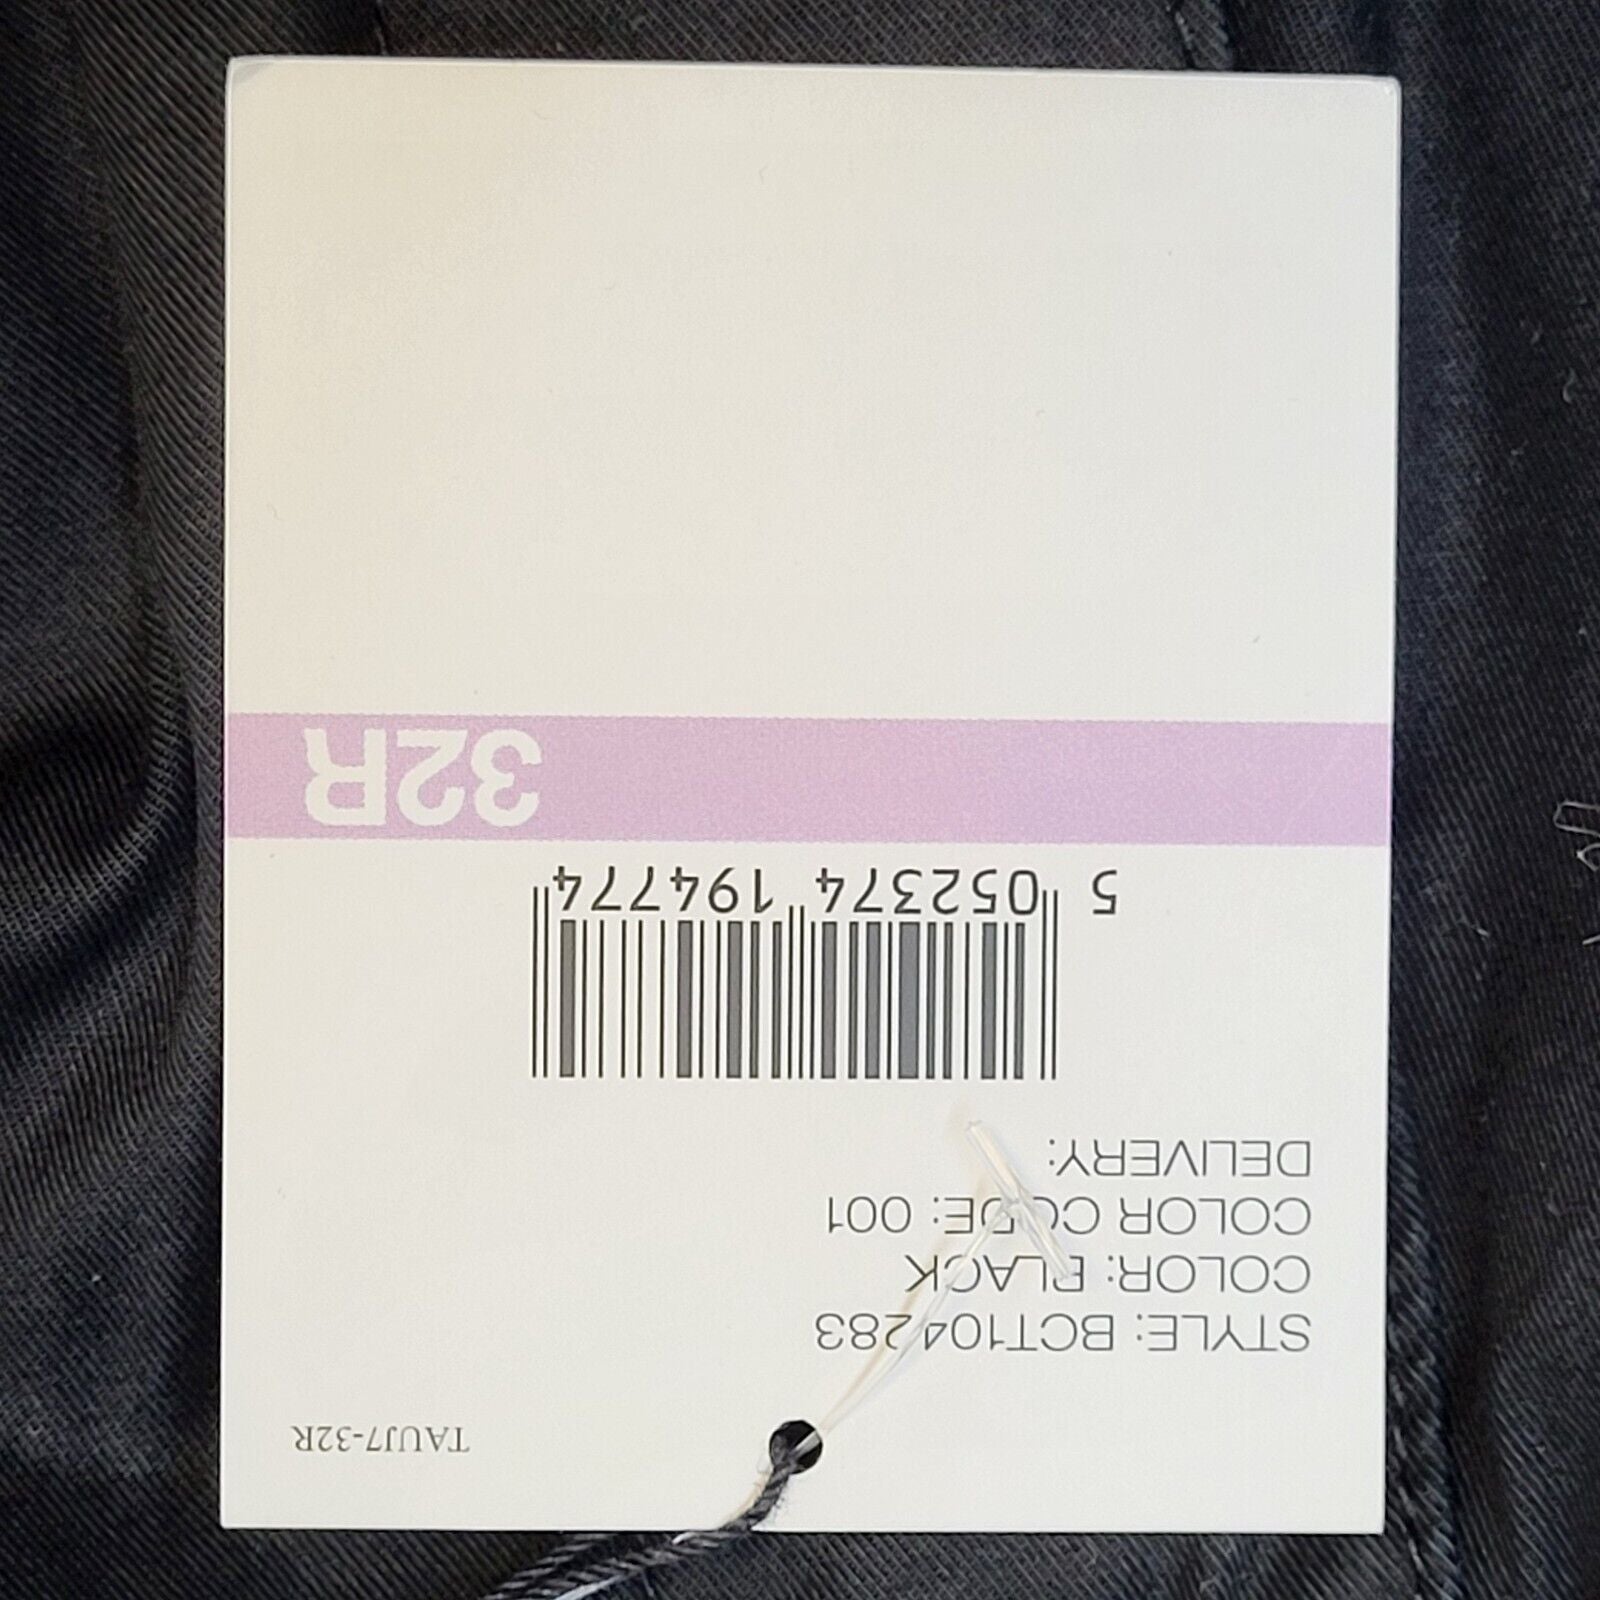 TAUJ7-32R
STYLE: BCT104283
COLOR: BLACK
COLOR CODE: 001
DELIVERY:
5 052374 194774
32R